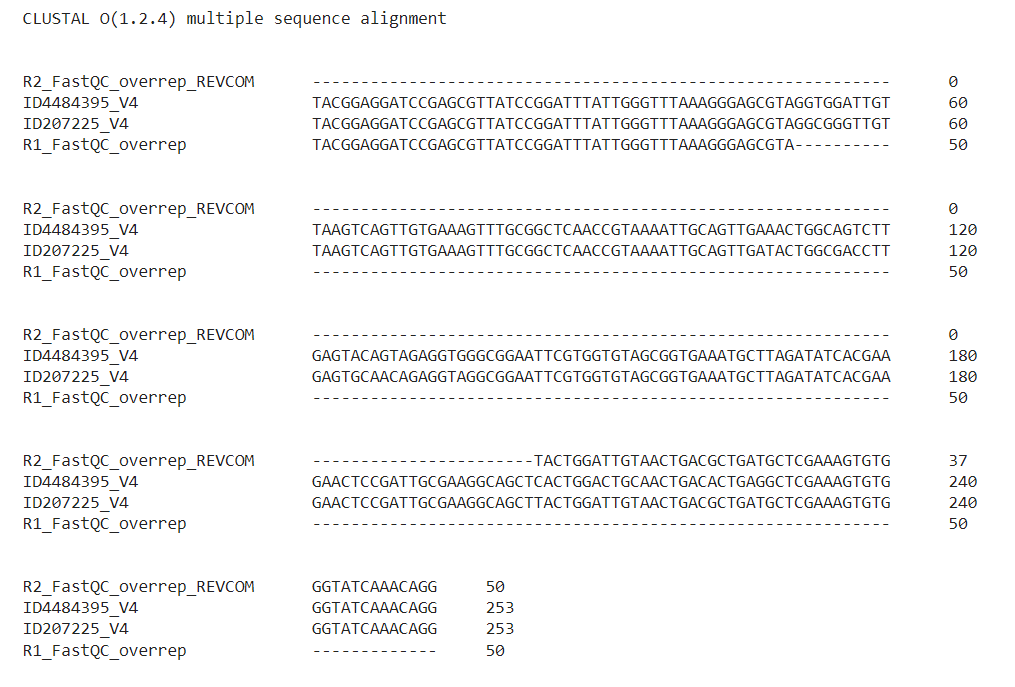 CLUSTAL O(1.2.4) multiple sequence alignment
R2_FastQC_overrep_REVCOM ------------------------------------------------------------ 0
ID4484395_V4 TACGGAGGATCCGAGCGTTATCCGGATTTATTGGGTTTAAAGGGAGCGTAGGTGGATTGT 60
ID207225_V4 TACGGAGGATCCGAGCGTTATCCGGATTTATTGGGTTTAAAGGGAGCGTAGGCGGGTTGT 60
R1_FastQC_overrep TACGGAGGATCCGAGCGTTATCCGGATTTATTGGGTTTAAAGGGAGCGTA---------- 50
R2_FastQC_overrep_REVCOM ------------------------------------------------------------ 0
ID4484395_V4 TAAGTCAGTTGTGAAAGTTTGCGGCTCAACCGTAAAATTGCAGTTGAAACTGGCAGTCTT 120
ID207225_V4 TAAGTCAGTTGTGAAAGTTTGCGGCTCAACCGTAAAATTGCAGTTGATACTGGCGACCTT 120
R1_FastQC_overrep ------------------------------------------------------------ 50
R2_FastQC_overrep_REVCOM ------------------------------------------------------------ 0
ID4484395_V4 GAGTACAGTAGAGGTGGGCGGAATTCGTGGTGTAGCGGTGAAATGCTTAGATATCACGAA 180
ID207225_V4 GAGTGCAACAGAGGTAGGCGGAATTCGTGGTGTAGCGGTGAAATGCTTAGATATCACGAA 180
R1_FastQC_overrep ------------------------------------------------------------ 50
R2_FastQC_overrep_REVCOM -----------------------TACTGGATTGTAACTGACGCTGATGCTCGAAAGTGTG 37
ID4484395_V4 GAACTCCGATTGCGAAGGCAGCTCACTGGACTGCAACTGACACTGAGGCTCGAAAGTGTG 240
ID207225_V4 GAACTCCGATTGCGAAGGCAGCTTACTGGATTGTAACTGACGCTGATGCTCGAAAGTGTG 240
R1_FastQC_overrep ------------------------------------------------------------ 50
R2_FastQC_overrep_REVCOM GGTATCAAACAGG 50
ID4484395_V4 GGTATCAAACAGG 253
ID207225_V4 GGTATCAAACAGG 253
R1_FastQC_overrep ------------- 50